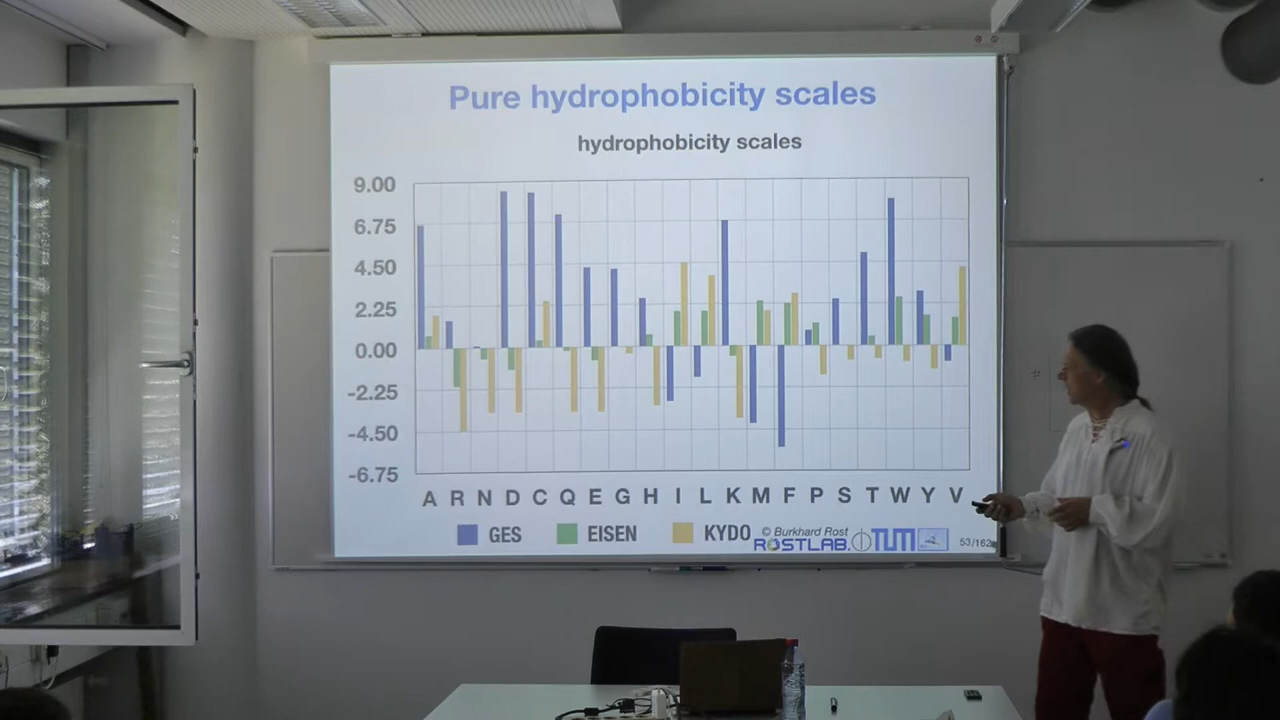 Pure hydrophobicity scales
hydrophobicity scales
9.00
6.75
4.50
2.25
0.00
-2.25
-4.50
-6.75
A R N D C Q E G H I L K M F P S T W Y V
GES EISEN KYDO
© Burkhard Rost
ROSTLAB. TUM
53/162